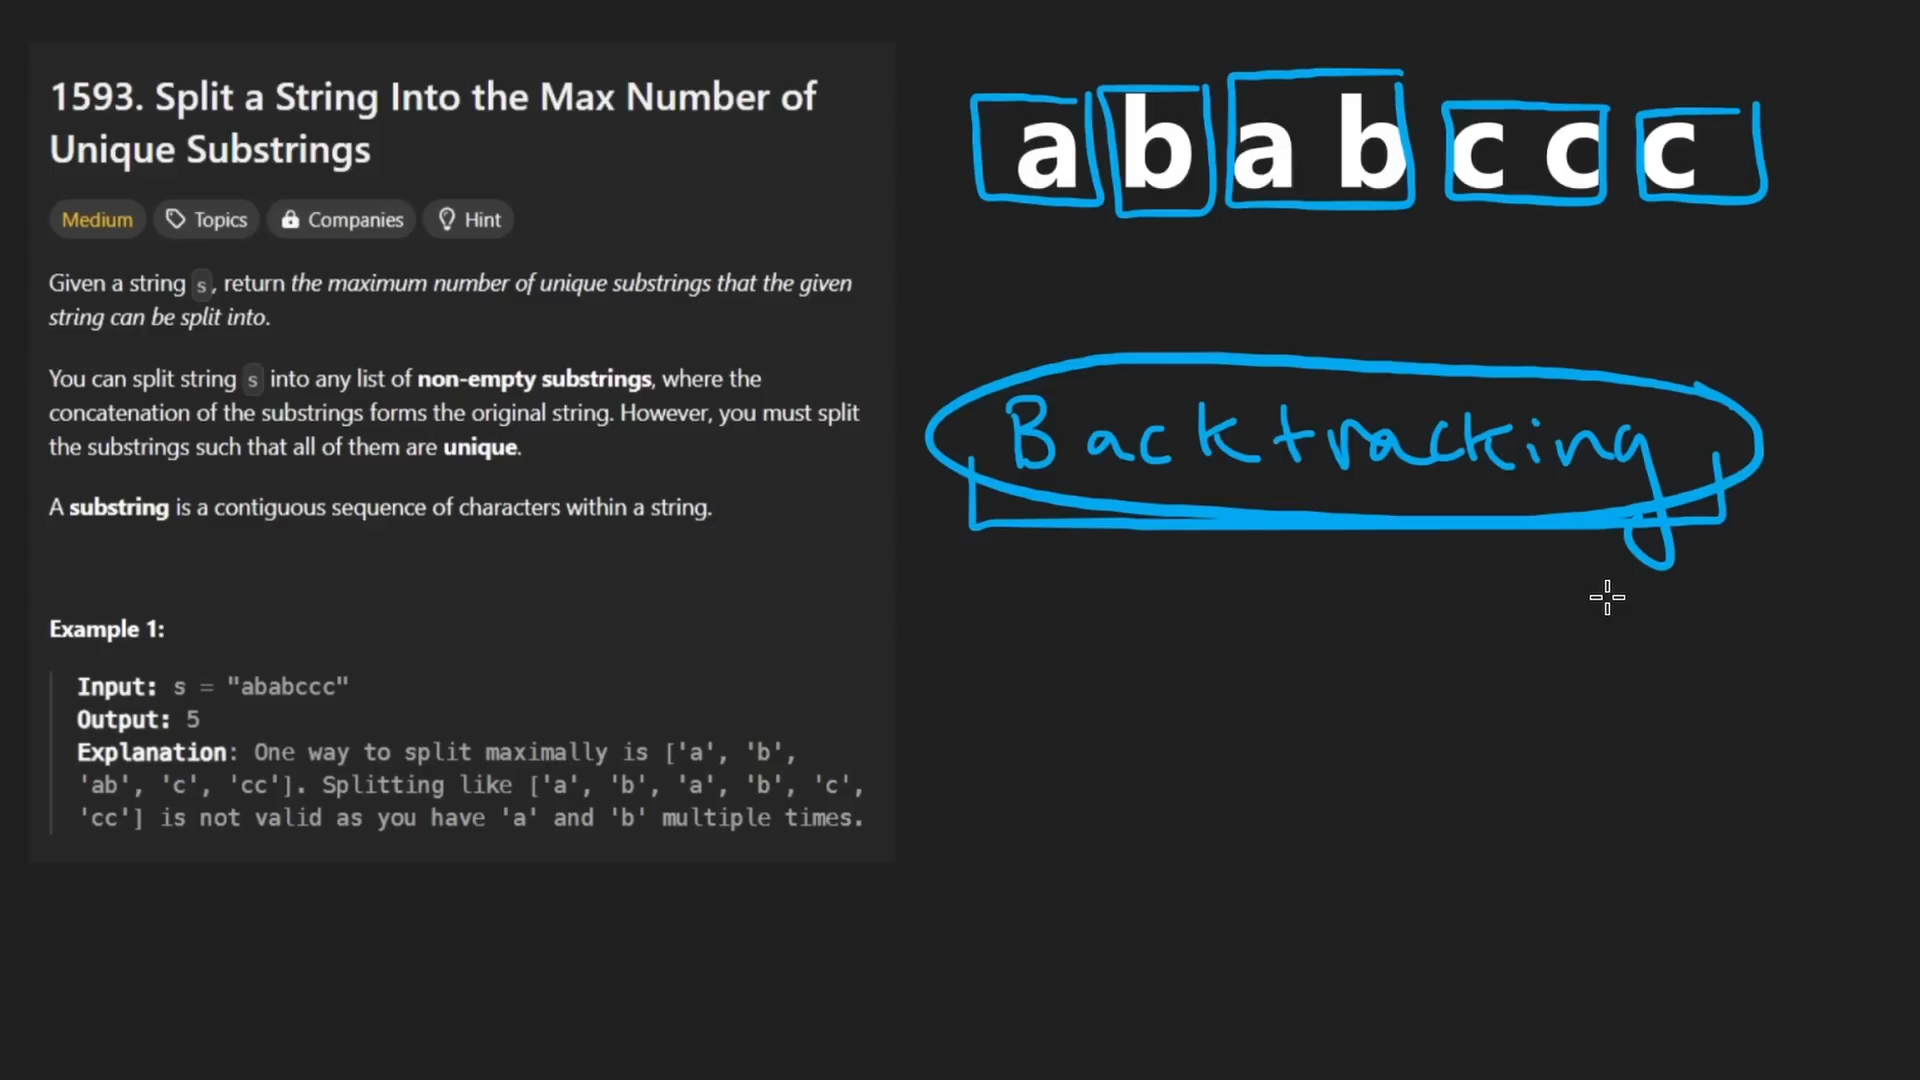 1593. Split a String Into the Max Number of
Unique Substrings
Medium Topics Companies Hint
Given a string s, return the maximum number of unique substrings that the given
string can be split into.
You can split string s into any list of non-empty substrings, where the
concatenation of the substrings forms the original string. However, you must split
the substrings such that all of them are unique.
A substring is a contiguous sequence of characters within a string.
Example 1:
Input: s = "ababccc"
Output: 5
Explanation: One way to split maximally is ['a', 'b',
'ab', 'c', 'cc']. Splitting like ['a', 'b', 'a', 'b', 'c',
'cc'] is not valid as you have 'a' and 'b' multiple times.
a b a b c c c
Backtracking